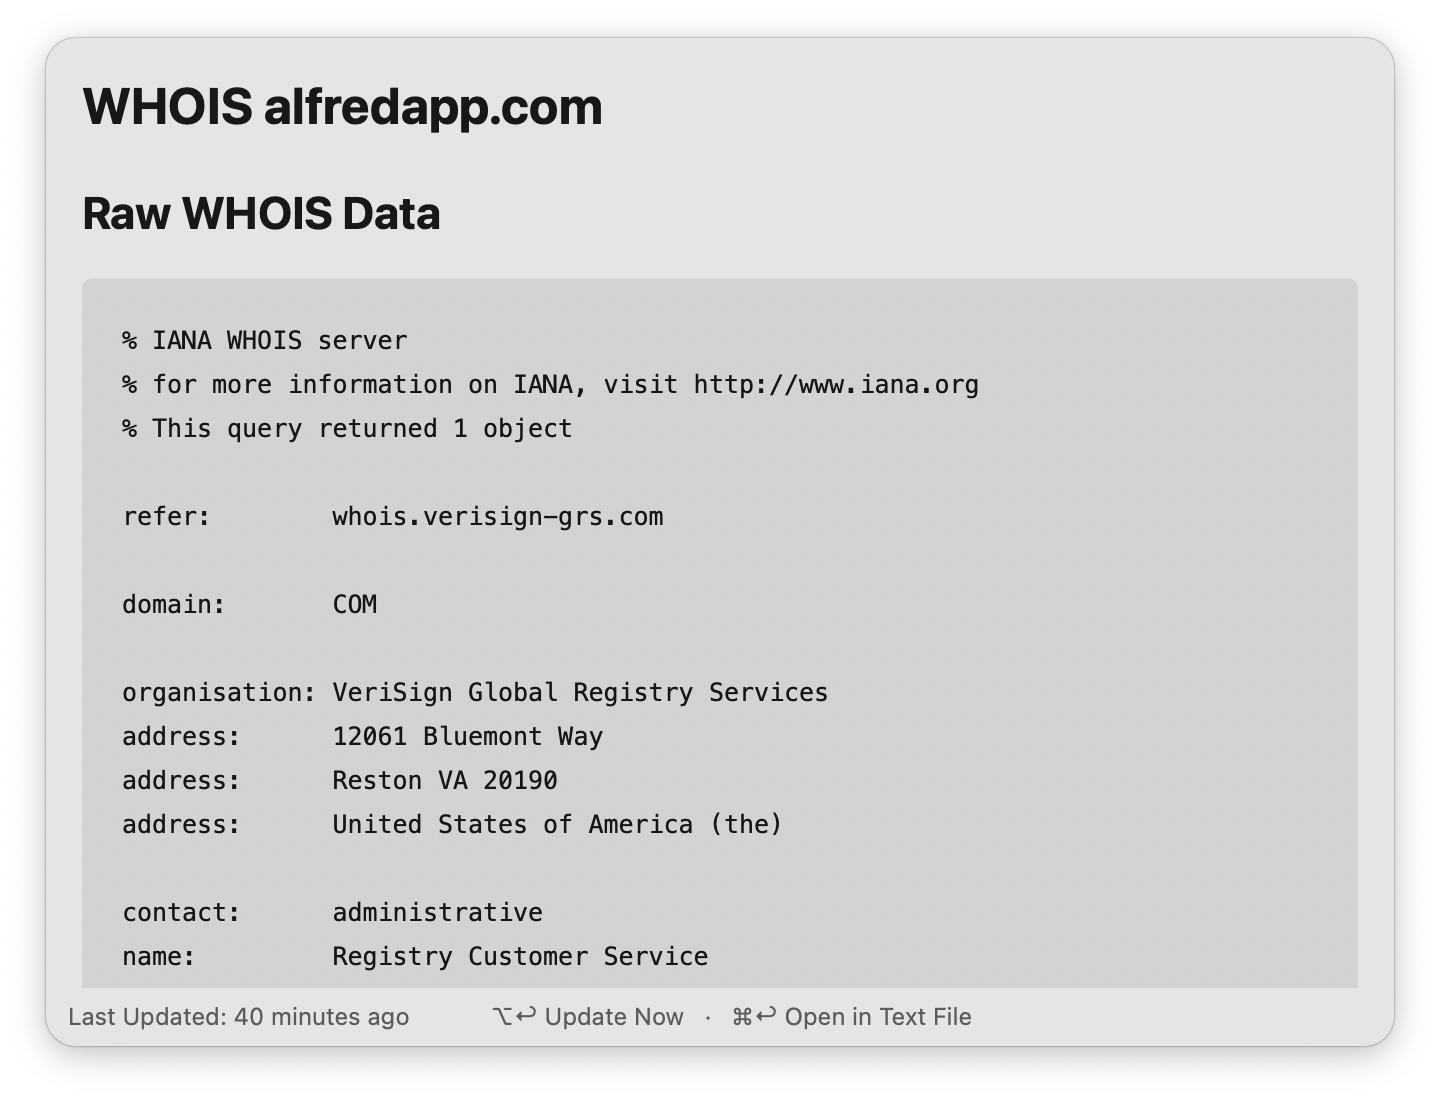 WHOIS alfredapp.com
Raw WHOIS Data
% IANA WHOIS server
% for more information on IANA, visit http://www.iana.org
% This query returned 1 object
refer:        whois.verisign-grs.com
domain:       COM
organisation: VeriSign Global Registry Services
address:      12061 Bluemont Way
address:      Reston VA 20190
address:      United States of America (the)
contact:      administrative
name:         Registry Customer Service
Last Updated: 40 minutes ago ⌥↩ Update Now · ⌘↩ Open in Text File